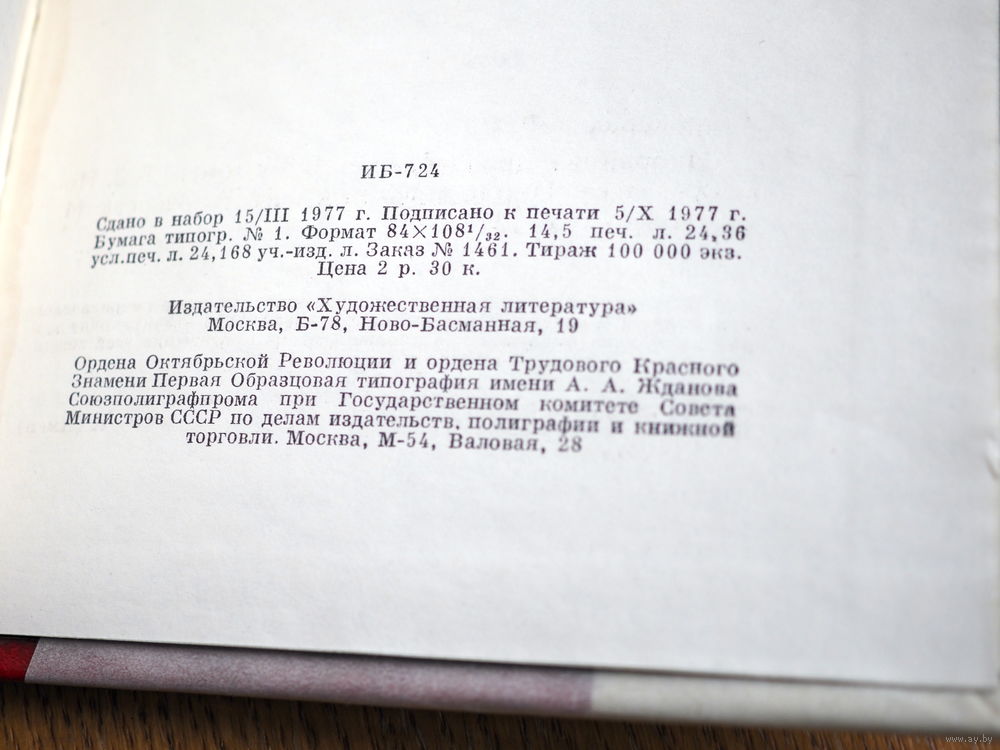 ИБ-724
Сдано в набор 15/III 1977 г. Подписано к печати 5/X 1977 г.
Бумага типогр. № 1. Формат 84×108¹/₃₂. 14,5 печ. л. 24,36
усл.печ. л. 24,168 уч.-изд. л. Заказ № 1461. Тираж 100 000 экз.
Цена 2 р. 30 к.
Издательство «Художественная литература»
Москва, Б-78, Ново-Басманная, 19
Ордена Октябрьской Революции и ордена Трудового Красного
Знамени Первая Образцовая типография имени А. А. Жданова
Союзполиграфпрома при Государственном комитете Совета
Министров СССР по делам издательств, полиграфии и книжной
торговли. Москва, М-54, Валовая, 28
www.ay.by